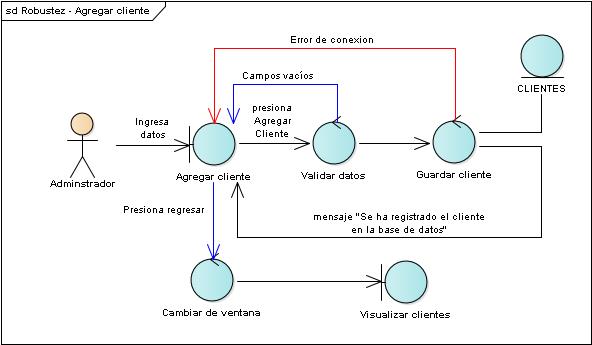 sd Robustez - Agregar cliente
Error de conexion
Campos vacíos
CLIENTES
presiona
Agregar
Cliente
Ingresa
datos
Adminstrador
Agregar cliente
Validar datos
Guardar cliente
Presiona regresar
mensaje "Se ha registrado el cliente
en la base de datos"
Cambiar de ventana
Visualizar clientes